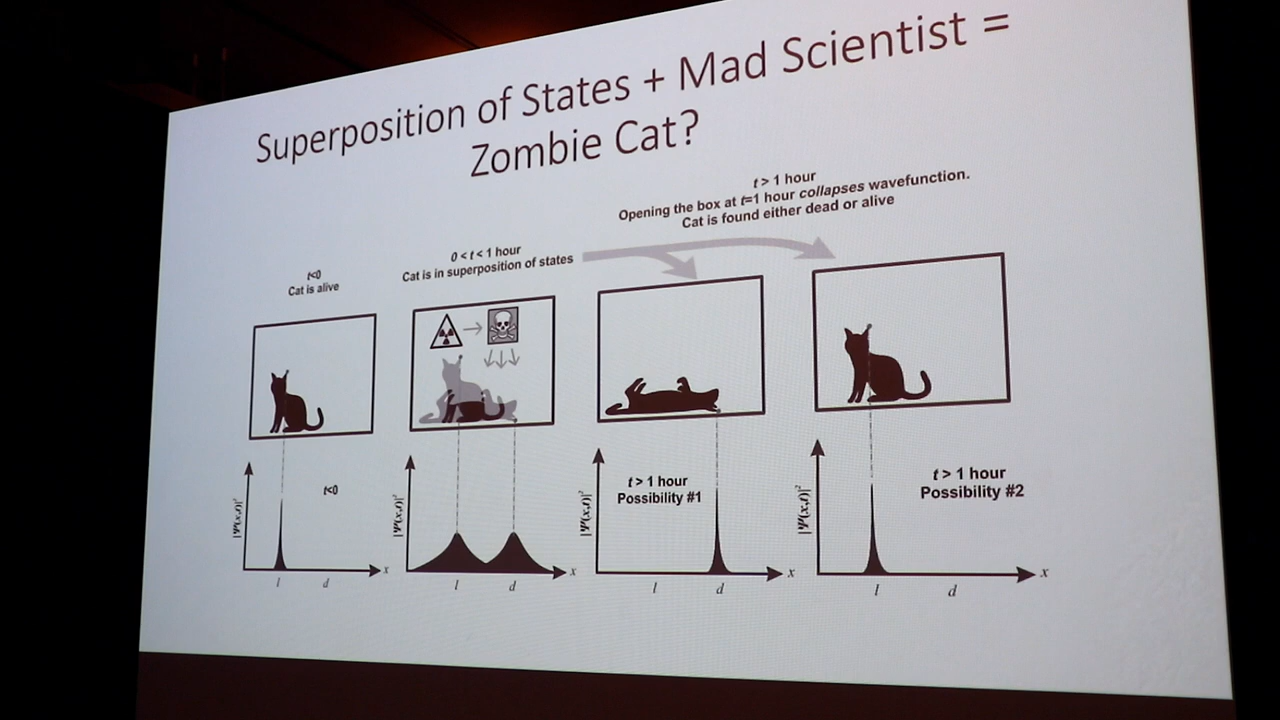 Superposition of States + Mad Scientist =
Zombie Cat?
t > 1 hour
Opening the box at t=1 hour collapses wavefunction.
Cat is found either dead or alive
0 < t < 1 hour
Cat is in superposition of states
t<0
Cat is alive
|Ψ(x,t)|²
t<0
l
d
x
|Ψ(x,t)|²
l
d
x
|Ψ(x,t)|²
t > 1 hour
Possibility #1
l
d
x
|Ψ(x,t)|²
t > 1 hour
Possibility #2
l
d
x